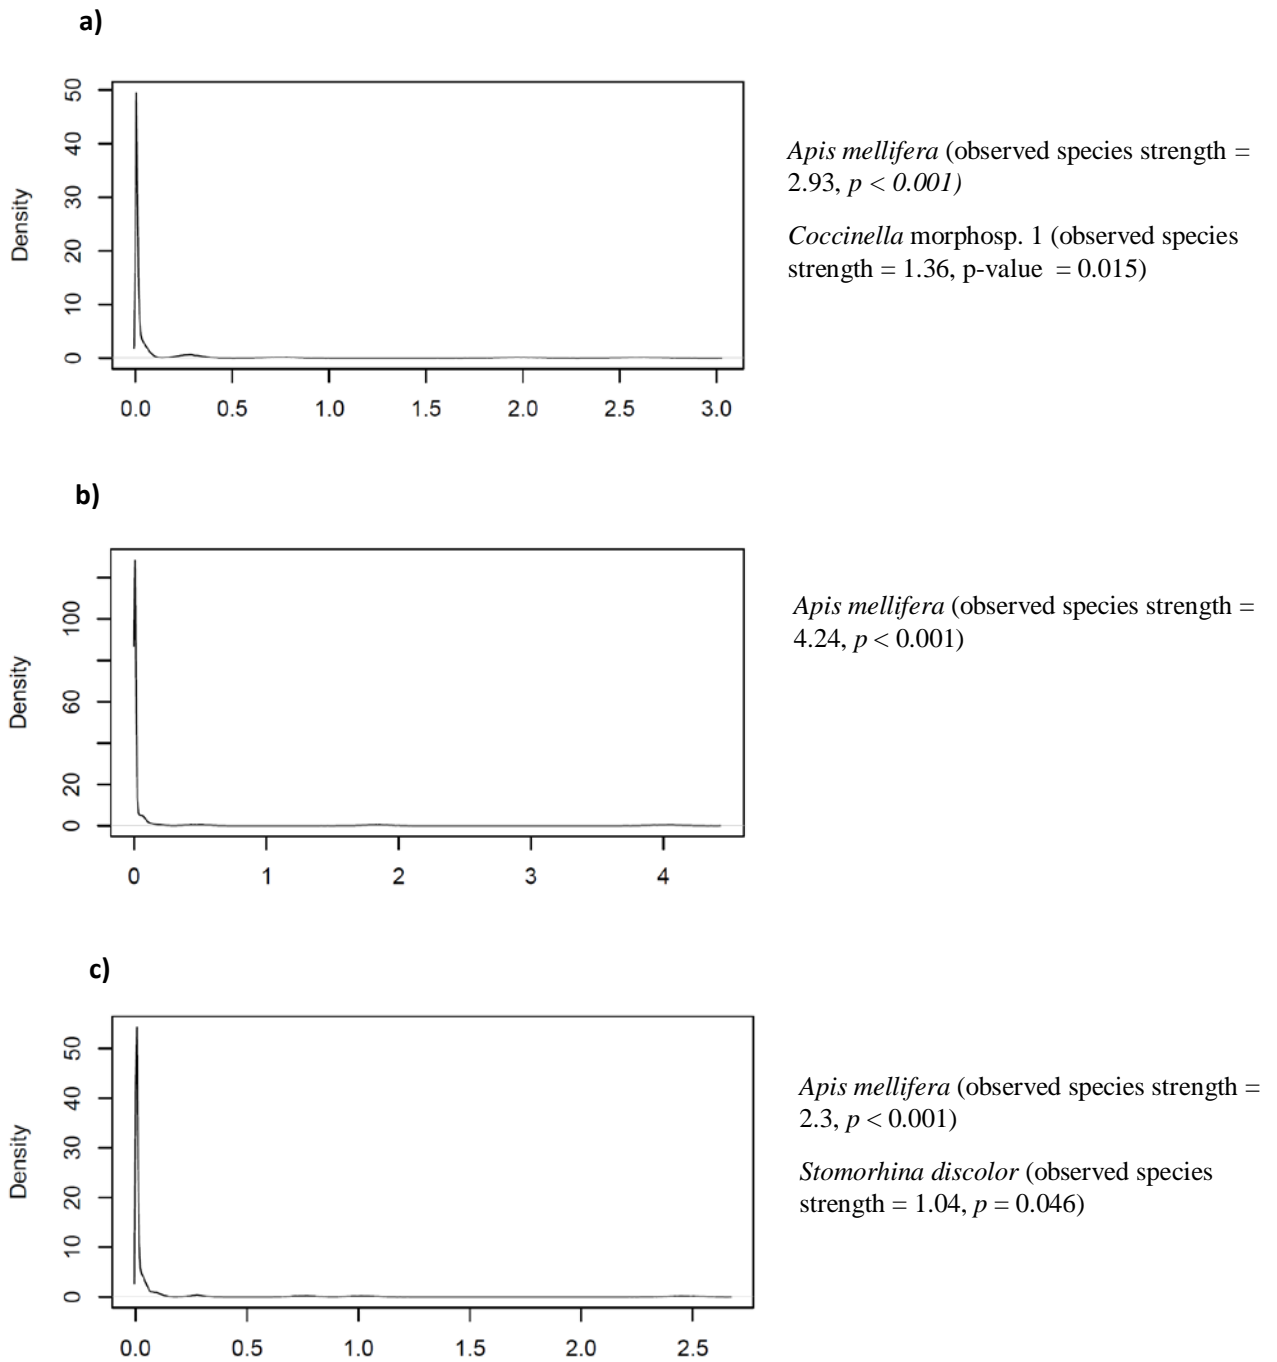 a)
50
40
30
20
10
0
Density
0.0 0.5 1.0 1.5 2.0 2.5 3.0
Apis mellifera (observed species strength =
2.93, p < 0.001)
Coccinella morphosp. 1 (observed species
strength = 1.36, p-value  = 0.015)
b)
100
60
20
0
Density
0 1 2 3 4
Apis mellifera (observed species strength =
4.24, p < 0.001)
c)
50
40
30
20
10
0
Density
0.0 0.5 1.0 1.5 2.0 2.5
Apis mellifera (observed species strength =
2.3, p < 0.001)
Stomorhina discolor (observed species
strength = 1.04, p = 0.046)